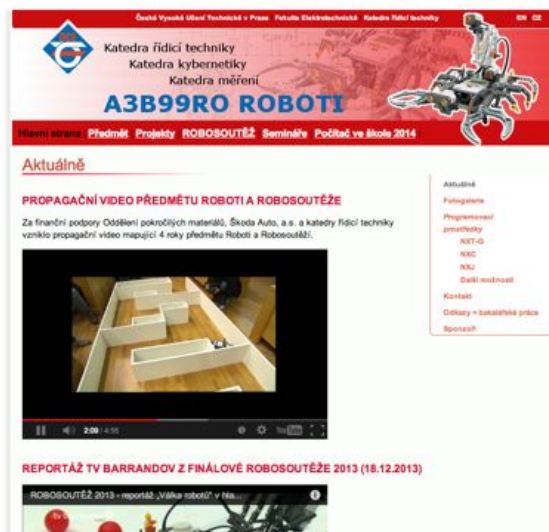 České Vysoké Učení Technické v Praze Fakulta Elektrotechnická Katedra řídicí techniky
EN CZ
Katedra řídicí techniky
Katedra kybernetiky
Katedra měření
A3B99RO ROBOTI
Hlavní strana Předmět Projekty ROBOSOUTĚŽ Semináře Počítač ve škole 2014
Aktuálně
PROPAGAČNÍ VIDEO PŘEDMĚTU ROBOTI A ROBOSOUTĚŽE
Za finanční podpory Oddělení pokročilých materiálů, Škoda Auto, a.s. a katedry řídicí techniky
vzniklo propagační video mapující 4 roky předmětu Roboti a Robosoutěží.
2:09 / 4:55
YouTube
Aktuálně
Fotogalerie
Programovací
prostředky
NXT-G
NXC
NXJ
Další možnosti
Kontakt
Odkazy + bakalářská práce
Sponzoři
REPORTÁŽ TV BARRANDOV Z FINÁLOVÉ ROBOSOUTĚŽE 2013 (18.12.2013)
ROBOSOUTĚŽ 2013 - reportáž „Válka robotů" v hla...